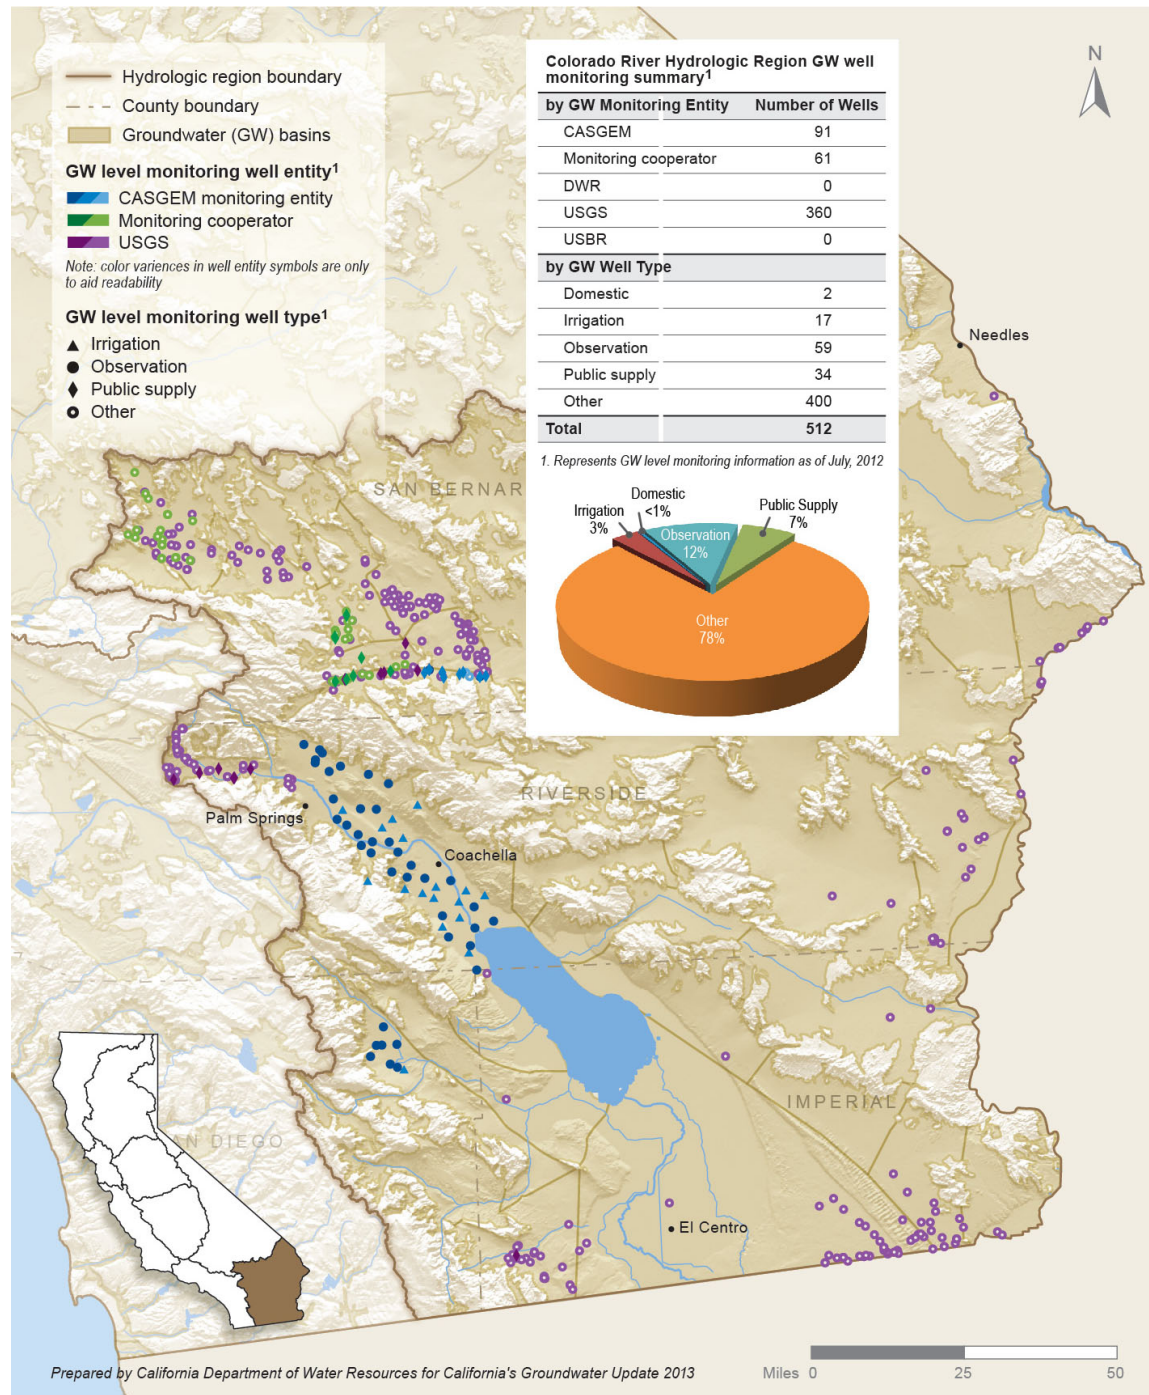 Hydrologic region boundary
County boundary
Groundwater (GW) basins
GW level monitoring well entity1
CASGEM monitoring entity
Monitoring cooperator
USGS
Note: color variences in well entity symbols are only
to aid readability
GW level monitoring well type1
Irrigation
Observation
Public supply
Other
Colorado River Hydrologic Region GW well
monitoring summary1
by GW Monitoring Entity Number of Wells
CASGEM 91
Monitoring cooperator 61
DWR 0
USGS 360
USBR 0
by GW Well Type
Domestic 2
Irrigation 17
Observation 59
Public supply 34
Other 400
Total 512
1. Represents GW level monitoring information as of July, 2012
Domestic
<1%
Irrigation
3%
Public Supply
7%
Observation
12%
Other
78%
N
Needles
SAN BERNAR
RIVERSIDE
Palm Springs
Coachella
IMPERIAL
AN DIEGO
El Centro
Prepared by California Department of Water Resources for California's Groundwater Update 2013
Miles 0 25 50